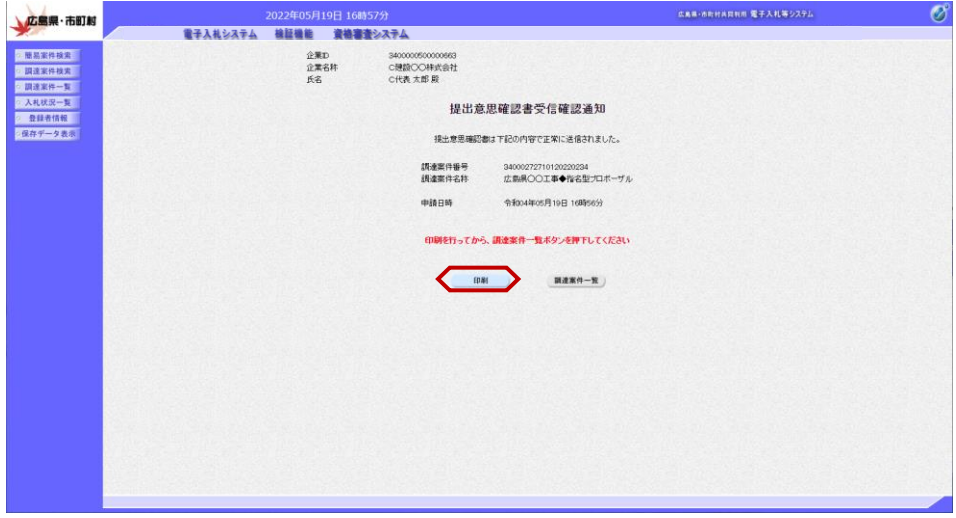 広島県・市町村
2022年05月19日 16時57分
広島県・市町村共同利用 電子入札等システム
電子入札システム 検証機能 資格審査システム
簡易案件検索
調達案件検索
調達案件一覧
入札状況一覧
登録者情報
保存データ表示
企業ID 3400000500000663
企業名称 C建設〇〇株式会社
氏名 C代表 太郎 殿
提出意思確認書受信確認通知
提出意思確認書は下記の内容で正常に送信されました。
調達案件番号 34000272710120220234
調達案件名称 広島県〇〇工事◆指名型プロポーザル
申請日時 令和04年05月19日 16時56分
印刷を行ってから、調達案件一覧ボタンを押下してください
印刷
調達案件一覧